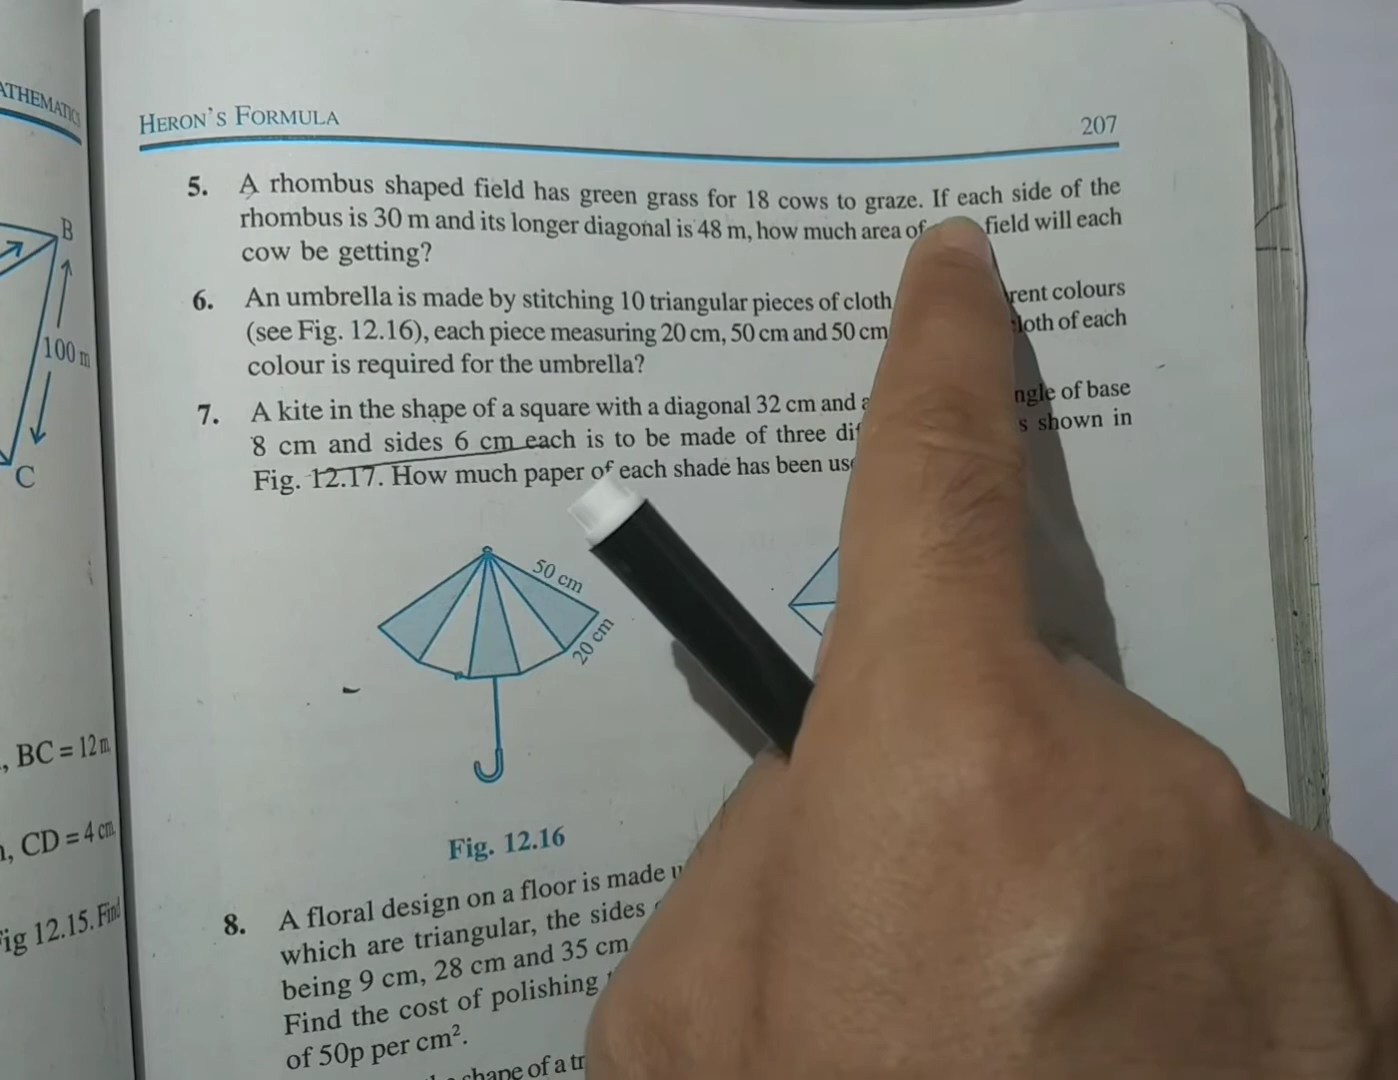 ATHEMATIC
B
100 m
C
, BC = 12 m
, CD = 4 cm
ig 12.15. Find
HERON'S FORMULA
207
5. A rhombus shaped field has green grass for 18 cows to graze. If each side of the
rhombus is 30 m and its longer diagonal is 48 m, how much area of field will each
cow be getting?
6. An umbrella is made by stitching 10 triangular pieces of cloth rent colours
(see Fig. 12.16), each piece measuring 20 cm, 50 cm and 50 cm loth of each
colour is required for the umbrella?
7. A kite in the shape of a square with a diagonal 32 cm and a ngle of base
8 cm and sides 6 cm each is to be made of three dif s shown in
Fig. 12.17. How much paper of each shade has been us
50 cm
20 cm
Fig. 12.16
8. A floral design on a floor is made u
which are triangular, the sides
being 9 cm, 28 cm and 35 cm
Find the cost of polishing
of 50p per cm².
shape of a tr